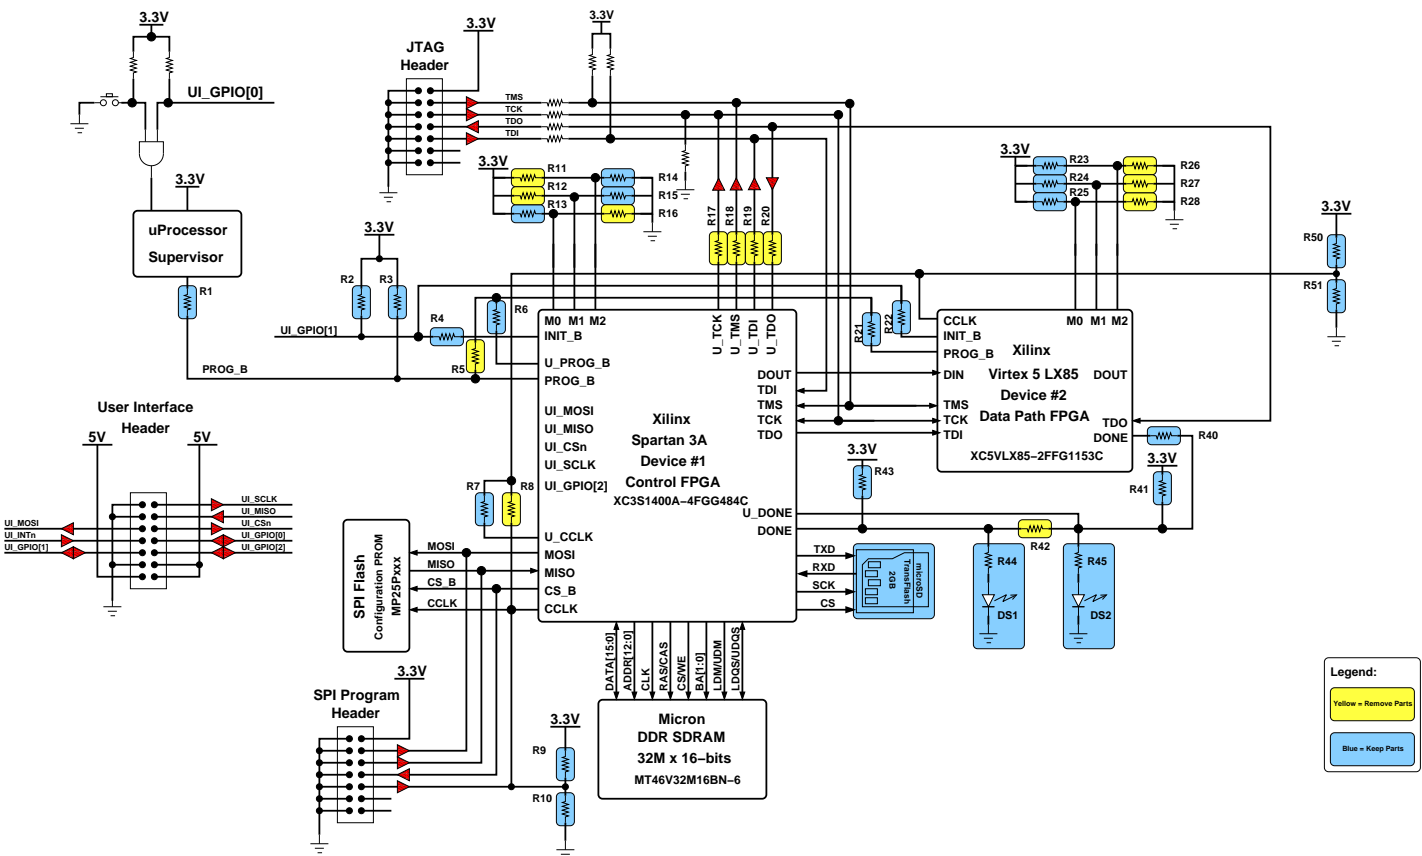 3.3V
UI_GPIO[0]
3.3V
uProcessor
Supervisor
R1
JTAG
Header
3.3V
3.3V
TMS
TCK
TDO
TDI
3.3V
R11
R12
R13
R14
R15
R16
R17
R18
R19
R20
3.3V
R23
R24
R25
R26
R27
R28
3.3V
R50
R51
3.3V
R2
R3
R4
R5
R6
UI_GPIO[1]
PROG_B
R21
R22
M0
M1
M2
INIT_B
U_PROG_B
PROG_B
UI_MOSI
UI_MISO
UI_CSn
UI_SCLK
UI_GPIO[2]
U_CCLK
MOSI
MISO
CS_B
CCLK
U_TCK
U_TMS
U_TDI
U_TDO
Xilinx
Spartan 3A
Device #1
Control FPGA
XC3S1400A-4FGG484C
DOUT
TDI
TMS
TCK
TDO
U_DONE
DONE
TXD
RXD
SCK
CS
CCLK
INIT_B
PROG_B
DIN
TMS
TCK
TDI
M0
M1
M2
Xilinx
Virtex 5 LX85
Device #2
Data Path FPGA
XC5VLX85-2FFG1153C
DOUT
TDO
DONE
R40
3.3V
R41
3.3V
R43
R42
R44
DS1
R45
DS2
microSD
TransFlash
2GB
User Interface
Header
5V
5V
UI_SCLK
UI_MISO
UI_CSn
UI_GPIO[0]
UI_GPIO[2]
UI_MOSI
UI_INTn
UI_GPIO[1]
R7
R8
SPI Flash
Configuration PROM
MP25Pxxx
MOSI
MISO
CS_B
CCLK
DATA[15:0]
ADDR[12:0]
CLK
RAS/CAS
CS/WE
BA[1:0]
LDM/UDM
LDQS/UDQS
Micron
DDR SDRAM
32M x 16-bits
MT46V32M16BN-6
SPI Program
Header
3.3V
3.3V
R9
R10
Legend:
Yellow = Remove Parts
Blue = Keep Parts